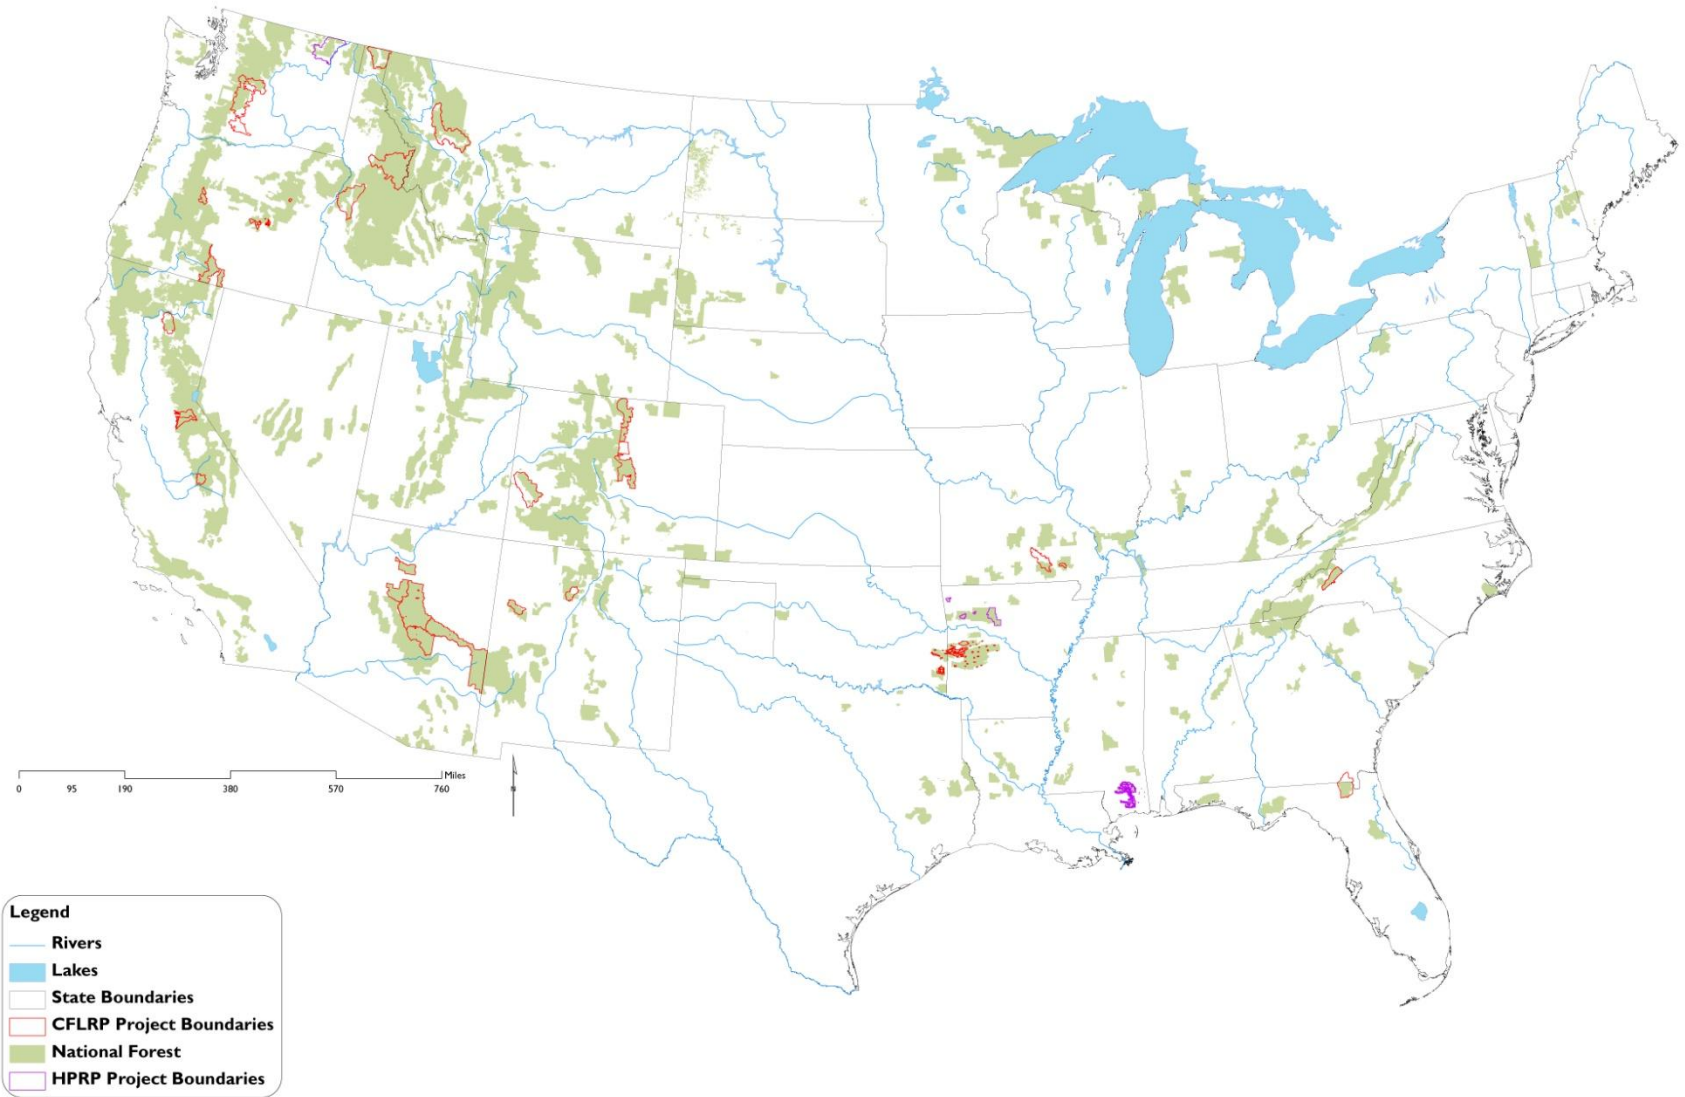 Miles
0 95 190 380 570 760
N
Legend
Rivers
Lakes
State Boundaries
CFLRP Project Boundaries
National Forest
HPRP Project Boundaries